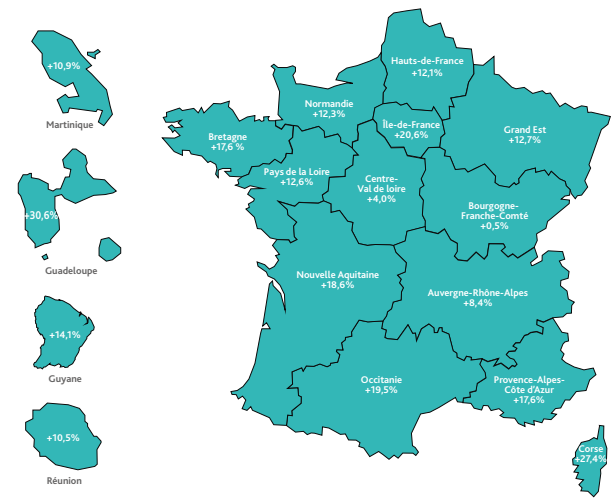 +10,9%
Martinique
+30,6%
Guadeloupe
+14,1%
Guyane
+10,5%
Réunion
Hauts-de-France
+12,1%
Normandie
+12,3%
Île-de-France
+20,6%
Grand Est
+12,7%
Bretagne
+17,6 %
Pays de la Loire
+12,6%
Centre-
Val de loire
+4,0%
Bourgogne-
Franche-Comté
+0,5%
Nouvelle Aquitaine
+18,6%
Auvergne-Rhône-Alpes
+8,4%
Occitanie
+19,5%
Provence-Alpes-
Côte d'Azur
+17,6%
Corse
+27,4%